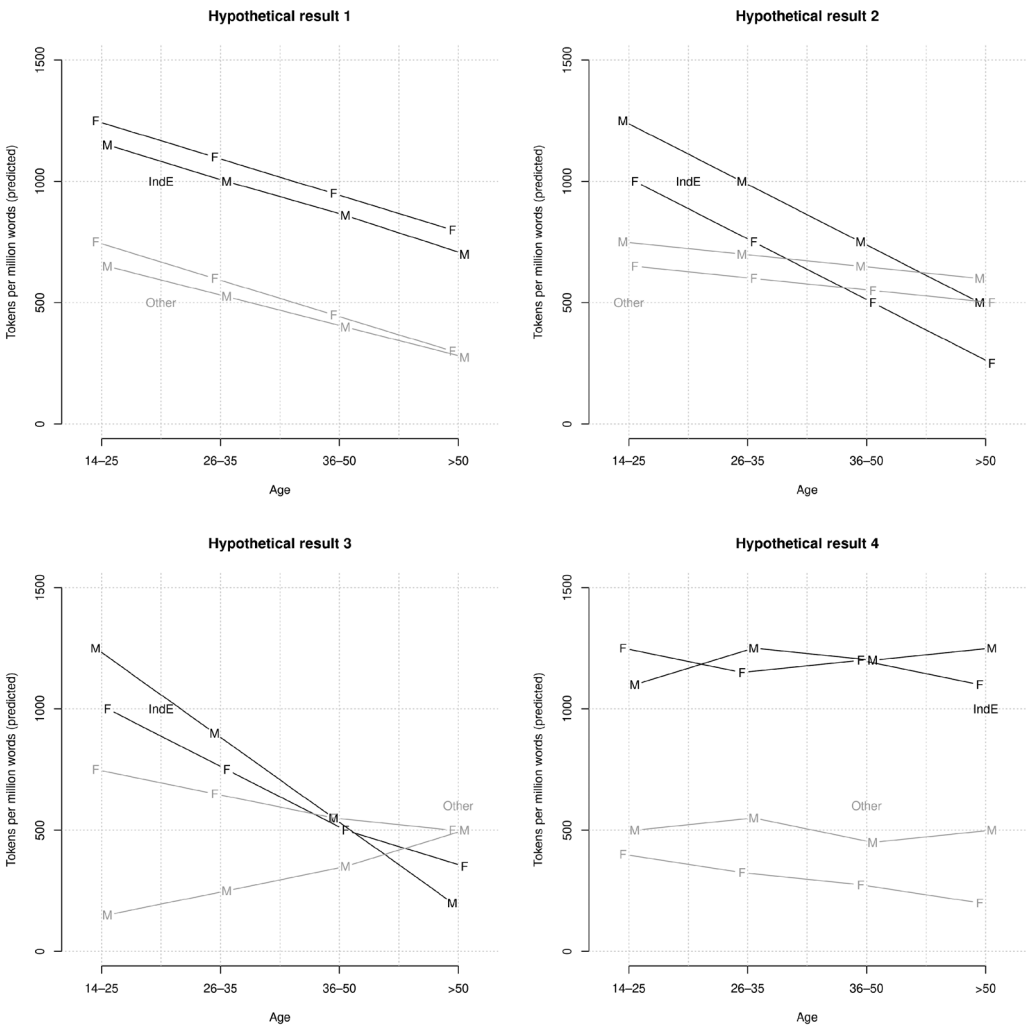 Hypothetical result 1
Tokens per million words (predicted)
1500
1000
500
0
F
M
F
M
F
M
F
M
IndE
F
M
F
M
F
M
F
M
Other
14–25
26–35
36–50
>50
Age
Hypothetical result 2
Tokens per million words (predicted)
1500
1000
500
0
M
F
M
F
M
F
M
F
IndE
M
F
M
F
M
F
M
F
Other
14–25
26–35
36–50
>50
Age
Hypothetical result 3
Tokens per million words (predicted)
1500
1000
500
0
M
F
M
F
M
F
M
F
IndE
F
M
F
M
F
M
F
M
Other
14–25
26–35
36–50
>50
Age
Hypothetical result 4
Tokens per million words (predicted)
1500
1000
500
0
F
M
F
M
F
M
F
M
IndE
F
M
F
M
F
M
F
M
Other
14–25
26–35
36–50
>50
Age